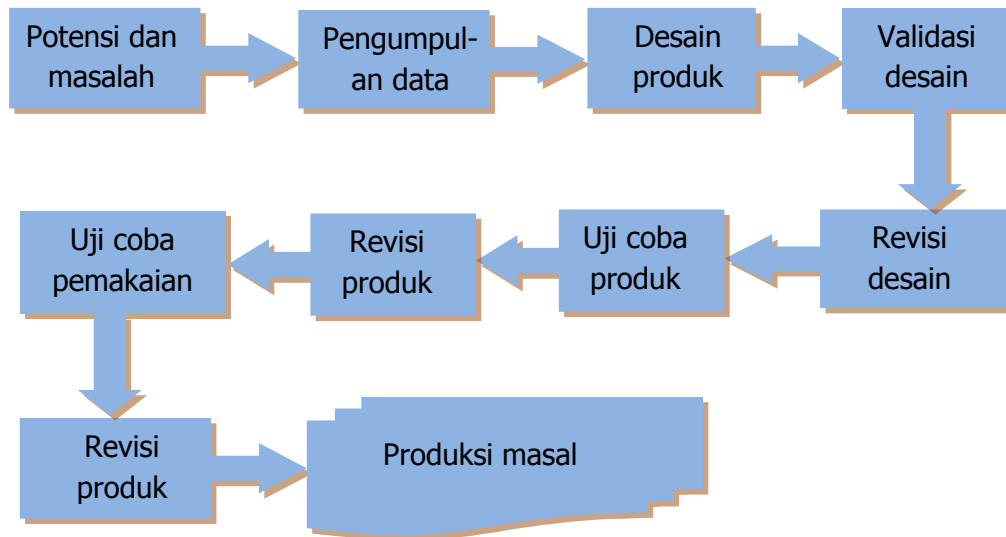 Potensi dan
masalah
Pengumpul-
an data
Desain
produk
Validasi
desain
Revisi
desain
Uji coba
produk
Revisi
produk
Uji coba
pemakaian
Revisi
produk
Produksi masal